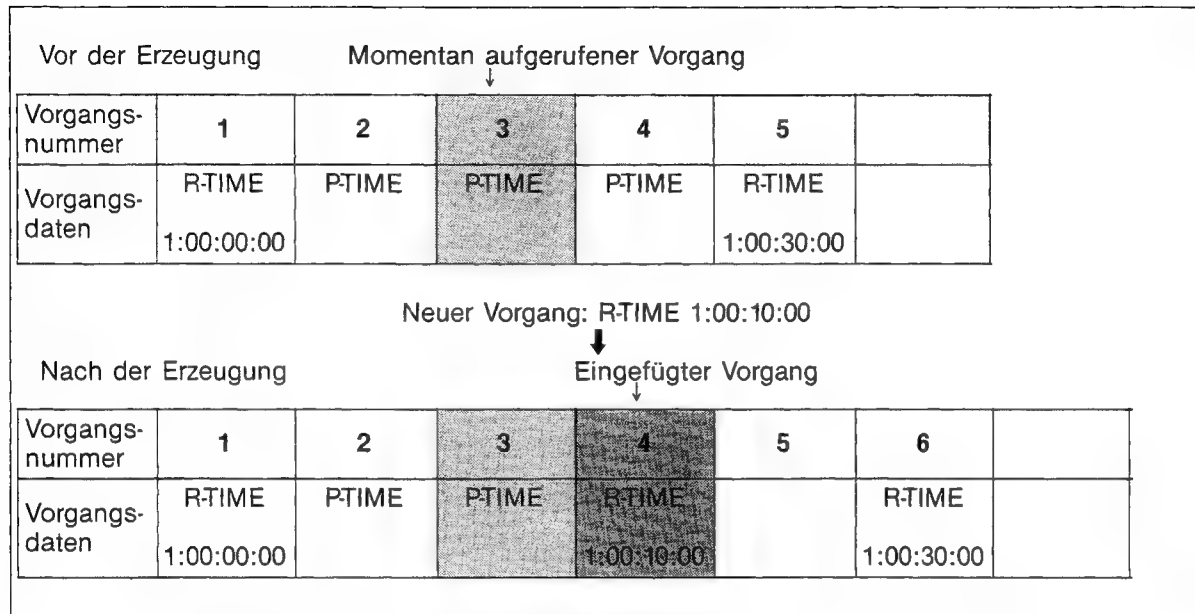 Vor der Erzeugung Momentan aufgerufener Vorgang
Vorgangs-
nummer 1 2 3 4 5
Vorgangs-
daten R-TIME P-TIME P-TIME P-TIME R-TIME
1:00:00:00 1:00:30:00
Neuer Vorgang: R-TIME 1:00:10:00
Nach der Erzeugung Eingefügter Vorgang
Vorgangs-
nummer 1 2 3 4 5 6
Vorgangs-
daten R-TIME P-TIME P-TIME R-TIME R-TIME
1:00:00:00 1:00:10:00 1:00:30:00